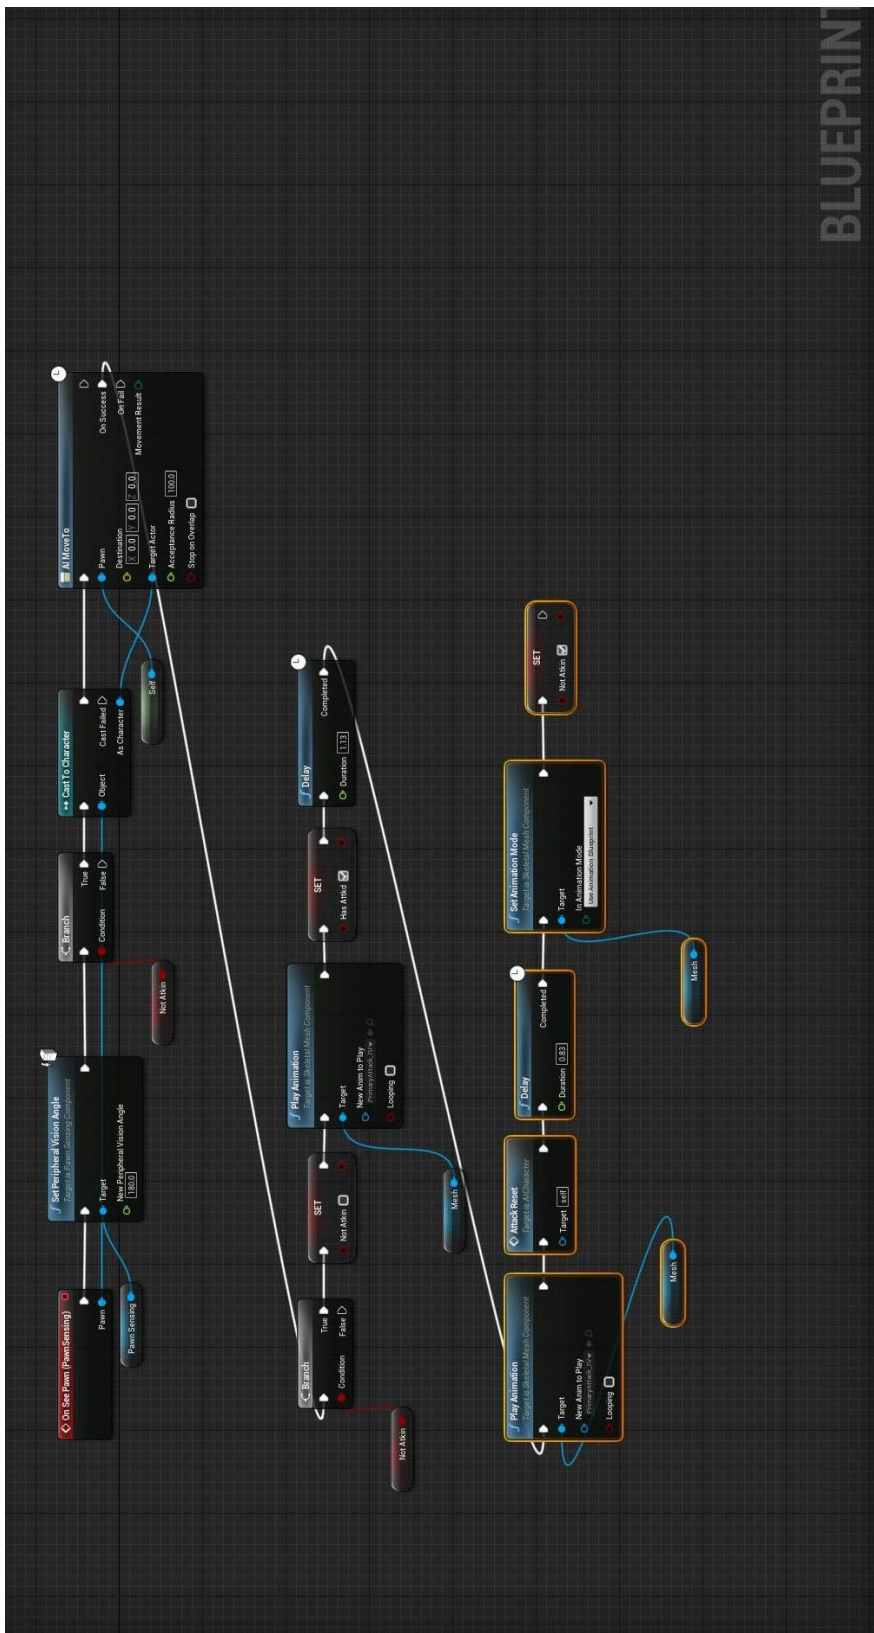 On See Pawn (PawnSensing)
Pawn
Pawn Sensing
Set Peripheral Vision Angle
Target is Pawn Sensing Component
Target
New Peripheral Vision Angle
180.0
Branch
True
Condition
False
Not Atkin
Cast To Character
Object
Cast Failed
As Character
Self
AI MoveTo
Pawn
On Success
Destination
On Fail
X 0.0 Y 0.0 Z 0.0
Movement Result
Target Actor
Acceptance Radius 100.0
Stop on Overlap
Branch
True
Condition
False
Not Atkin
SET
Not Atkin
Play Animation
Target is Skeletal Mesh Component
Target
New Anim to Play
Looping
Mesh
SET
Has Attkd
Delay
Completed
Duration 1.13
Play Animation
Target is Skeletal Mesh Component
Target
New Anim to Play
Looping
Mesh
Attack Reset
Target is AICharacter
Target self
Delay
Completed
Duration 0.83
Set Animation Mode
Target is Skeletal Mesh Component
Target
In Animation Mode
Use Animation Blueprint
Mesh
SET
Not Atkin
BLUEPRINT